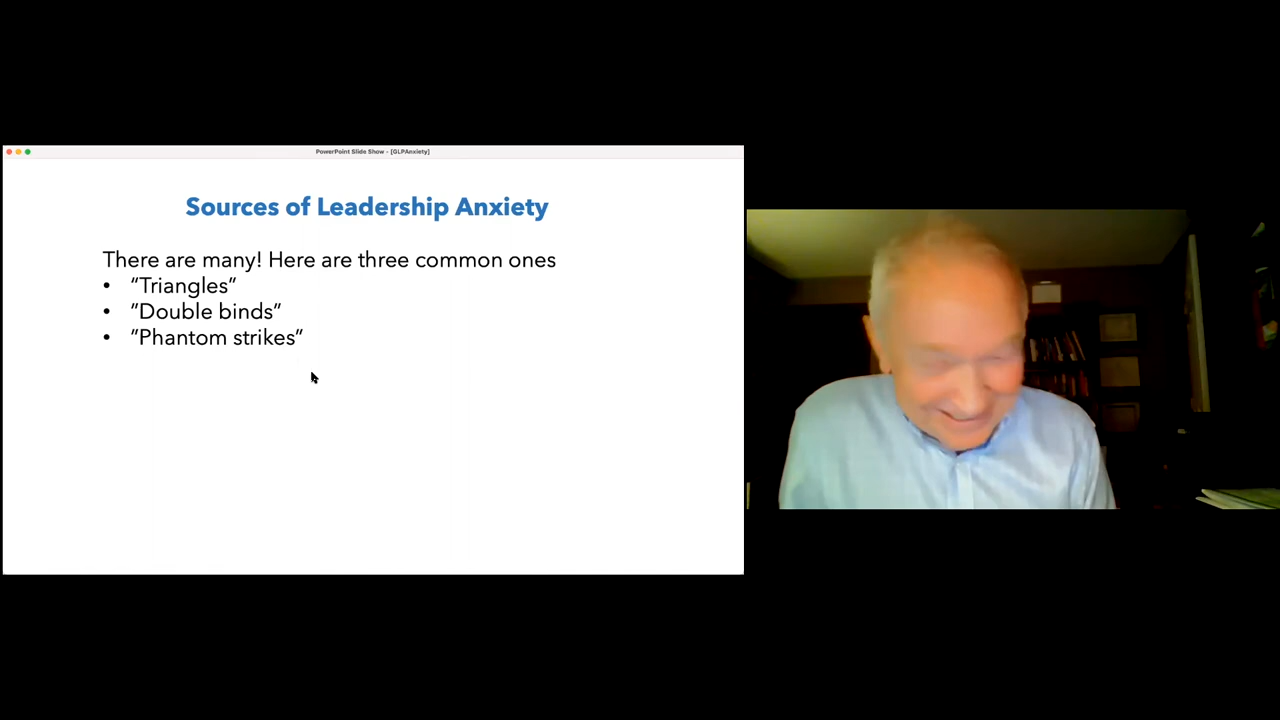 PowerPoint Slide Show - [GLPAnxiety]
Sources of Leadership Anxiety
There are many! Here are three common ones
• ”Triangles”
• ”Double binds”
• ”Phantom strikes”